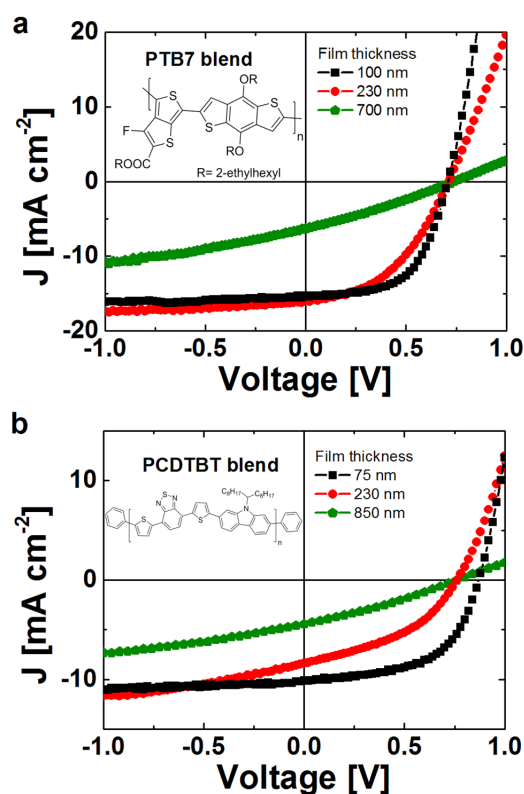 a
PTB7 blend
Film thickness
100 nm
230 nm
700 nm
OR
S
S
S
S
n
F
ROOC
RO
R= 2-ethylhexyl
20
10
0
-10
-20
J [mA cm-2]
-1.0 -0.5 0.0 0.5 1.0
Voltage [V]
b
PCDTBT blend
Film thickness
75 nm
230 nm
850 nm
C8H17 C8H17
N S N
N
S
S
n
10
0
-10
J [mA cm-2]
-1.0 -0.5 0.0 0.5 1.0
Voltage [V]